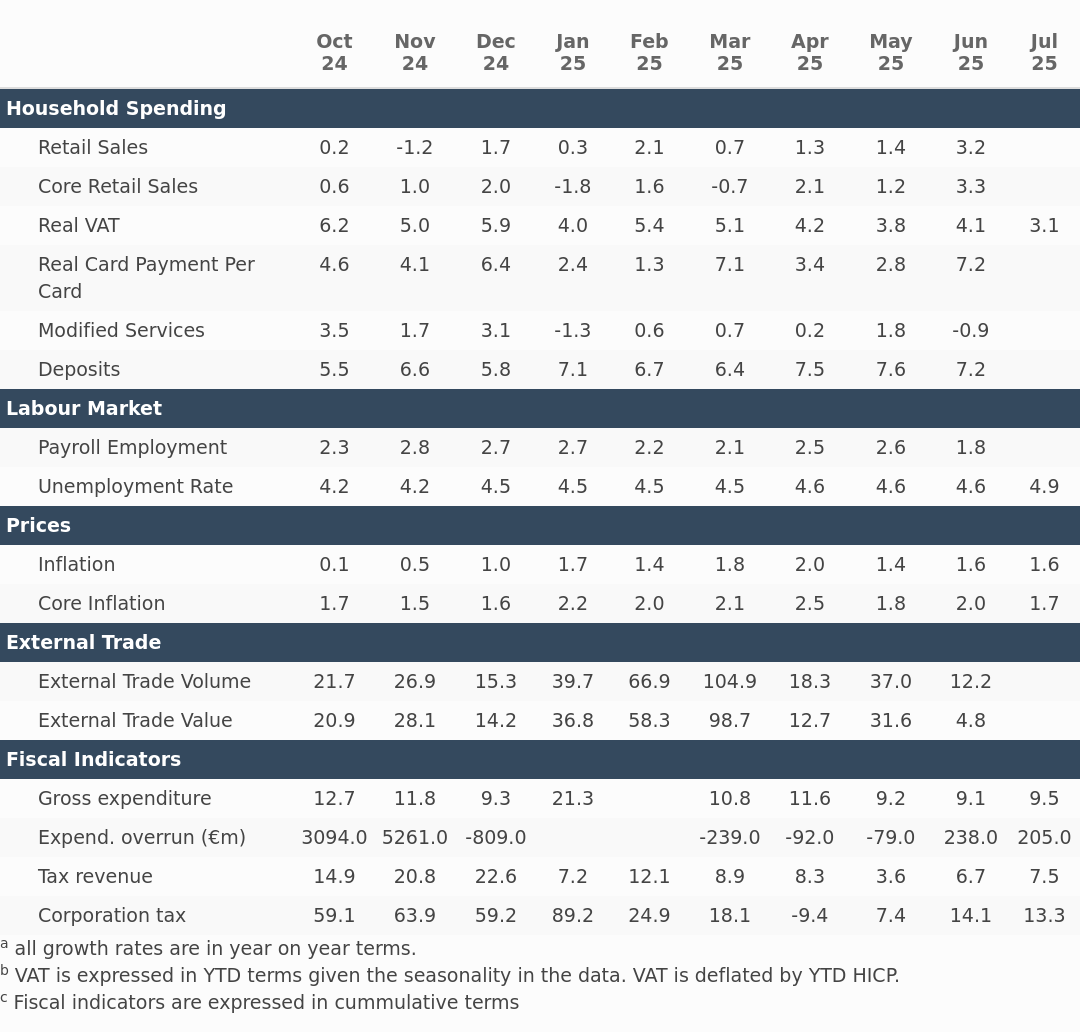 Oct 24 Nov 24 Dec 24 Jan 25 Feb 25 Mar 25 Apr 25 May 25 Jun 25 Jul 25
Household Spending
Retail Sales 0.2 -1.2 1.7 0.3 2.1 0.7 1.3 1.4 3.2
Core Retail Sales 0.6 1.0 2.0 -1.8 1.6 -0.7 2.1 1.2 3.3
Real VAT 6.2 5.0 5.9 4.0 5.4 5.1 4.2 3.8 4.1 3.1
Real Card Payment Per Card 4.6 4.1 6.4 2.4 1.3 7.1 3.4 2.8 7.2
Modified Services 3.5 1.7 3.1 -1.3 0.6 0.7 0.2 1.8 -0.9
Deposits 5.5 6.6 5.8 7.1 6.7 6.4 7.5 7.6 7.2
Labour Market
Payroll Employment 2.3 2.8 2.7 2.7 2.2 2.1 2.5 2.6 1.8
Unemployment Rate 4.2 4.2 4.5 4.5 4.5 4.5 4.6 4.6 4.6 4.9
Prices
Inflation 0.1 0.5 1.0 1.7 1.4 1.8 2.0 1.4 1.6 1.6
Core Inflation 1.7 1.5 1.6 2.2 2.0 2.1 2.5 1.8 2.0 1.7
External Trade
External Trade Volume 21.7 26.9 15.3 39.7 66.9 104.9 18.3 37.0 12.2
External Trade Value 20.9 28.1 14.2 36.8 58.3 98.7 12.7 31.6 4.8
Fiscal Indicators
Gross expenditure 12.7 11.8 9.3 21.3 10.8 11.6 9.2 9.1 9.5
Expend. overrun (€m) 3094.0 5261.0 -809.0 -239.0 -92.0 -79.0 238.0 205.0
Tax revenue 14.9 20.8 22.6 7.2 12.1 8.9 8.3 3.6 6.7 7.5
Corporation tax 59.1 63.9 59.2 89.2 24.9 18.1 -9.4 7.4 14.1 13.3
a all growth rates are in year on year terms.
b VAT is expressed in YTD terms given the seasonality in the data. VAT is deflated by YTD HICP.
c Fiscal indicators are expressed in cummulative terms